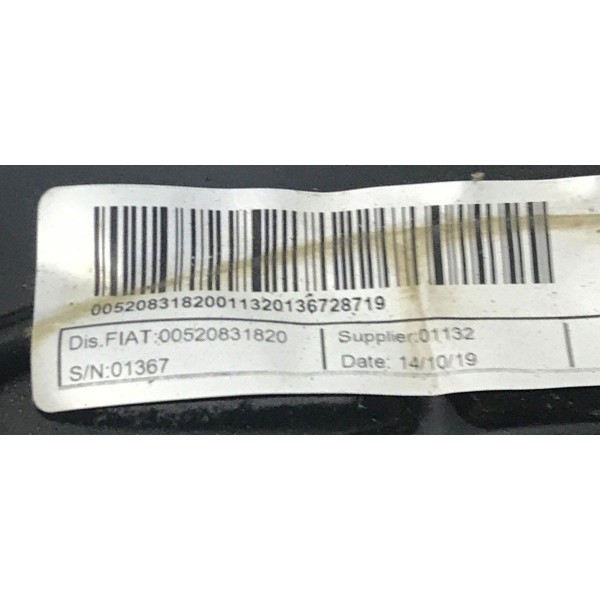 00520831820011320136728719
Dis.FIAT:00520831820
Supplier:01132
S/N:01367
Date: 14/10/19